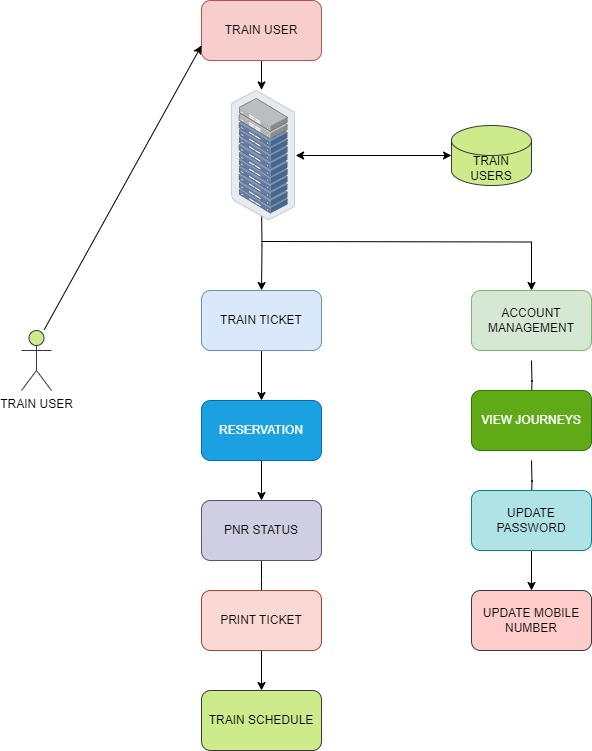 TRAIN USER
TRAIN
USERS
TRAIN TICKET
ACCOUNT
MANAGEMENT
TRAIN USER
RESERVATION
VIEW JOURNEYS
PNR STATUS
UPDATE
PASSWORD
PRINT TICKET
UPDATE MOBILE
NUMBER
TRAIN SCHEDULE